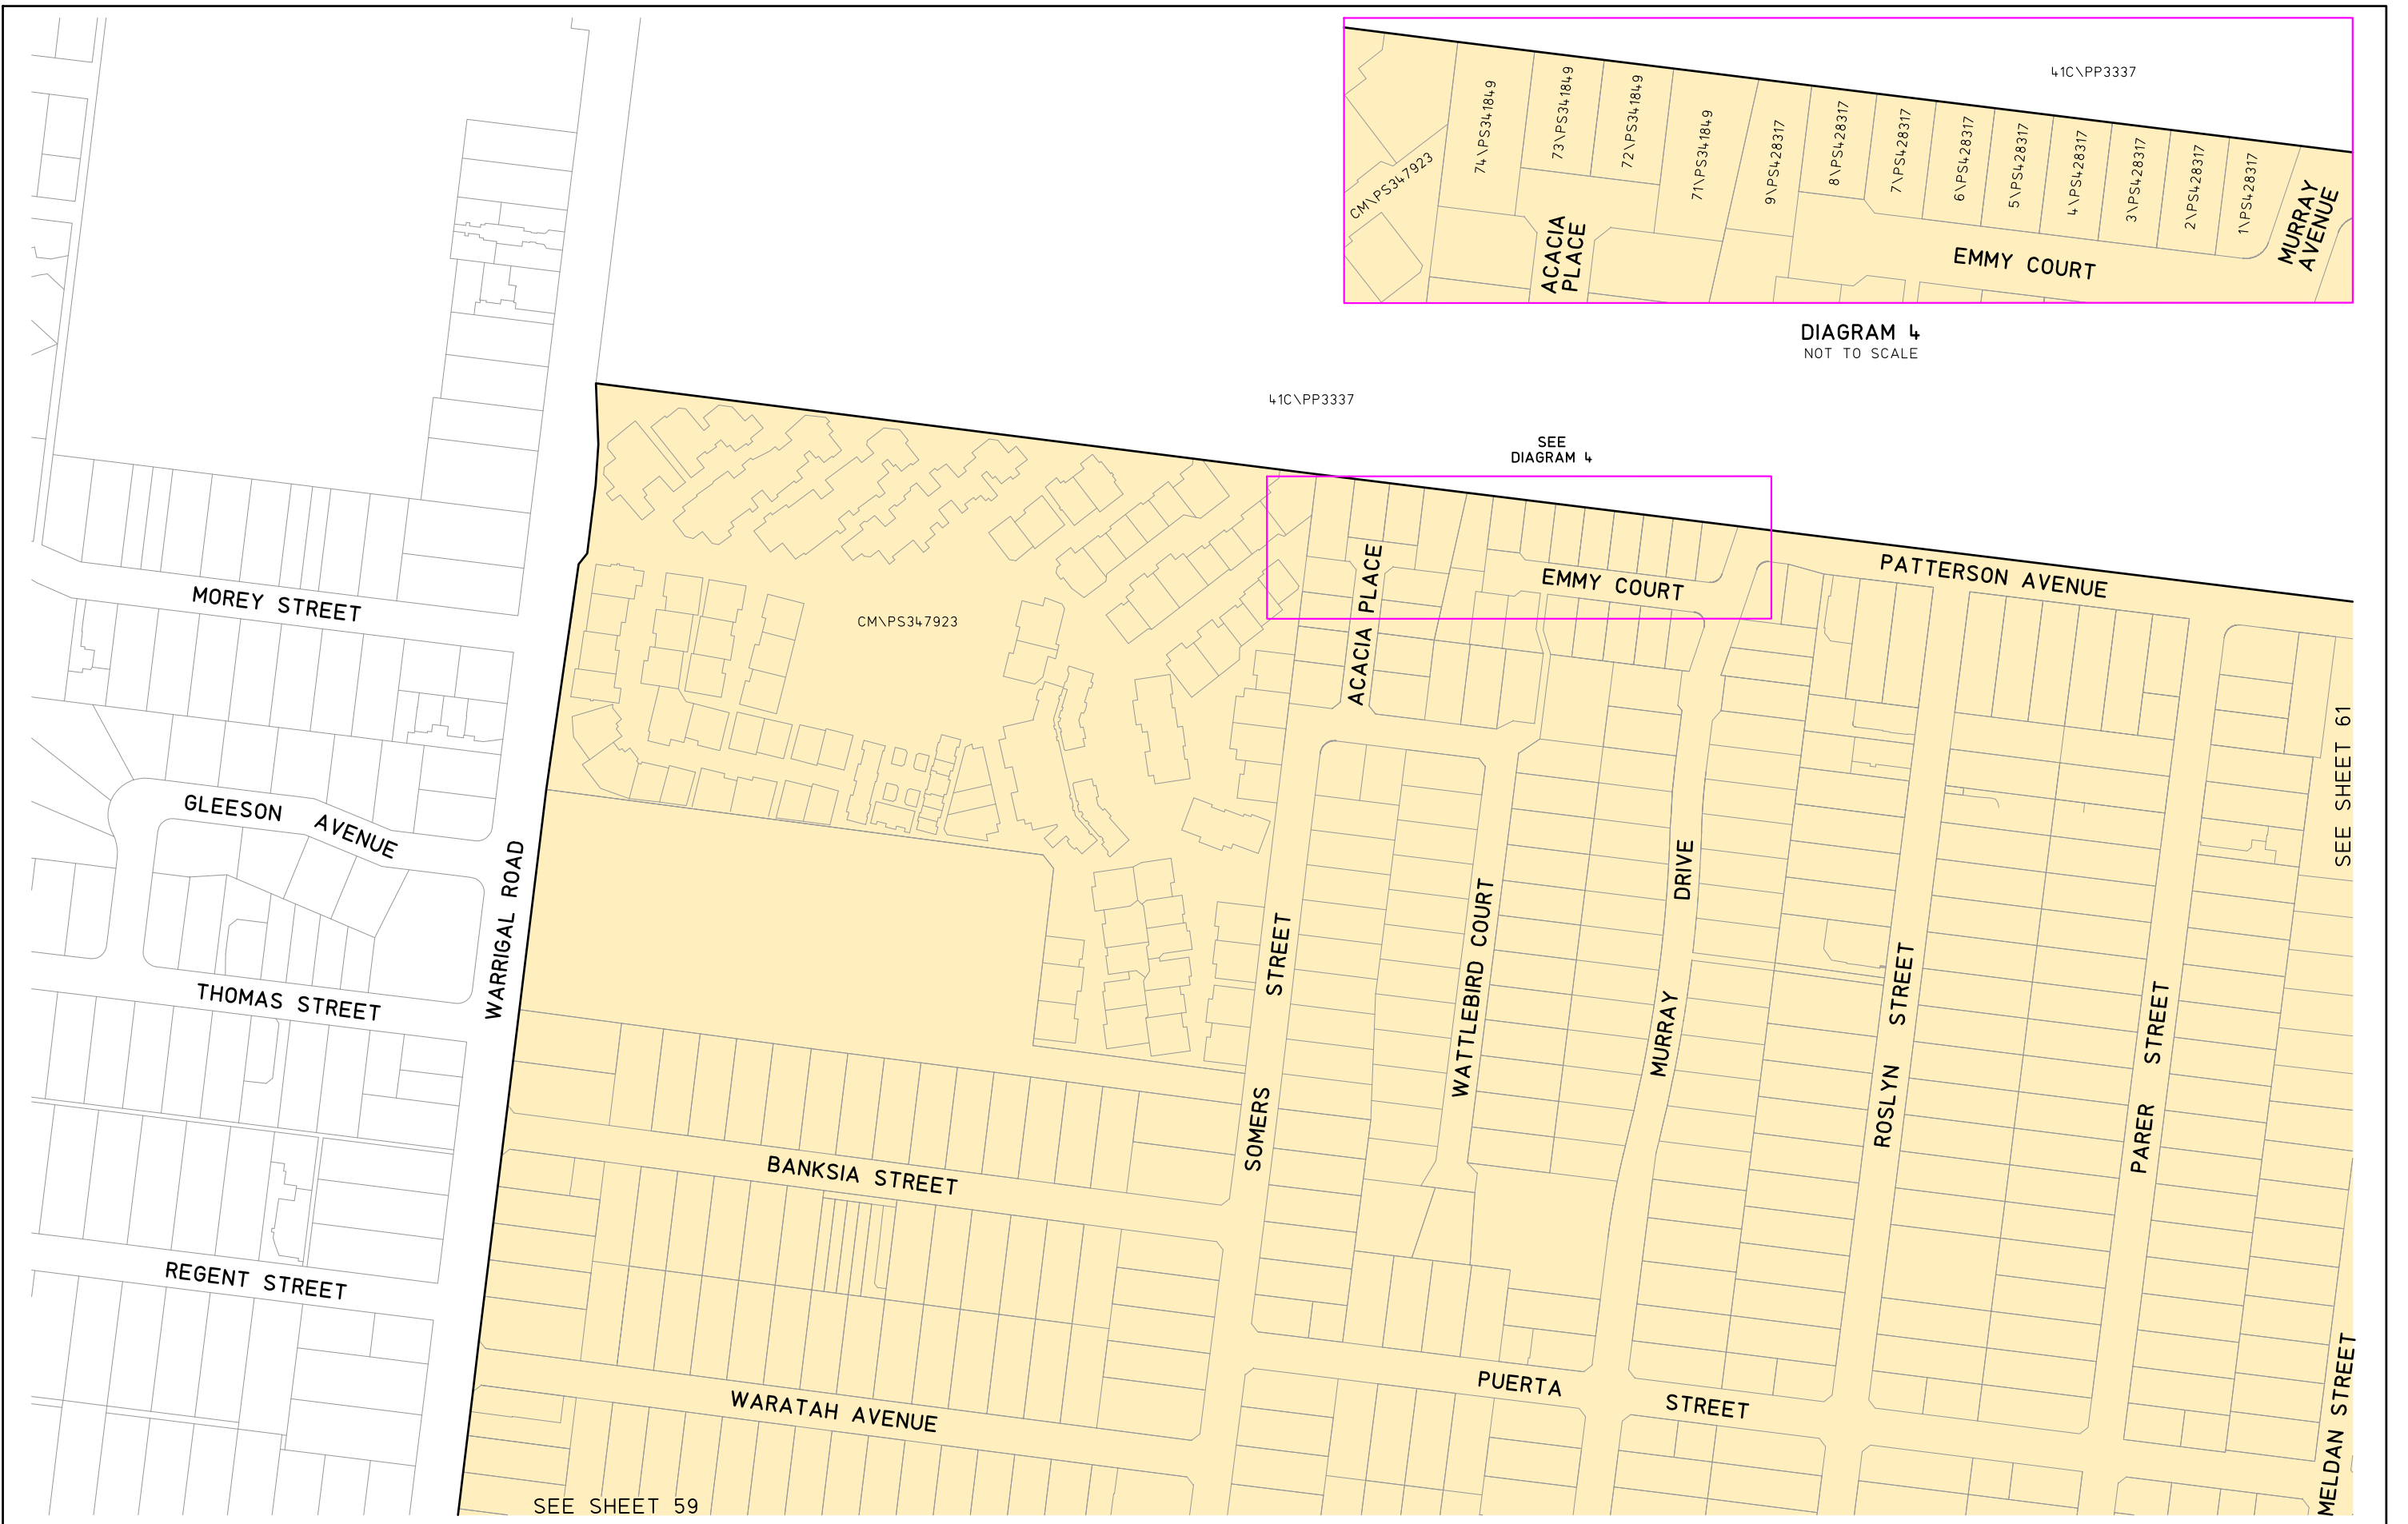 41C\PP3337
74\PS341849
73\PS341849
72\PS341849
71\PS341849
9\PS428317
8\PS428317
7\PS428317
6\PS428317
5\PS428317
4\PS428317
3\PS428317
2\PS428317
1\PS428317
CM\PS347923
ACACIA
PLACE
EMMY COURT
MURRAY
AVENUE
DIAGRAM 4
NOT TO SCALE
41C\PP3337
SEE
DIAGRAM 4
PATTERSON AVENUE
EMMY COURT
ACACIA PLACE
MOREY STREET
CM\PS347923
SEE SHEET 61
GLEESON AVENUE
WARRIGAL ROAD
THOMAS STREET
SOMERS STREET
WATTLEBIRD COURT
MURRAY DRIVE
ROSLYN STREET
PARER STREET
BANKSIA STREET
REGENT STREET
WARATAH AVENUE
PUERTA STREET
MELDAN STREET
SEE SHEET 59